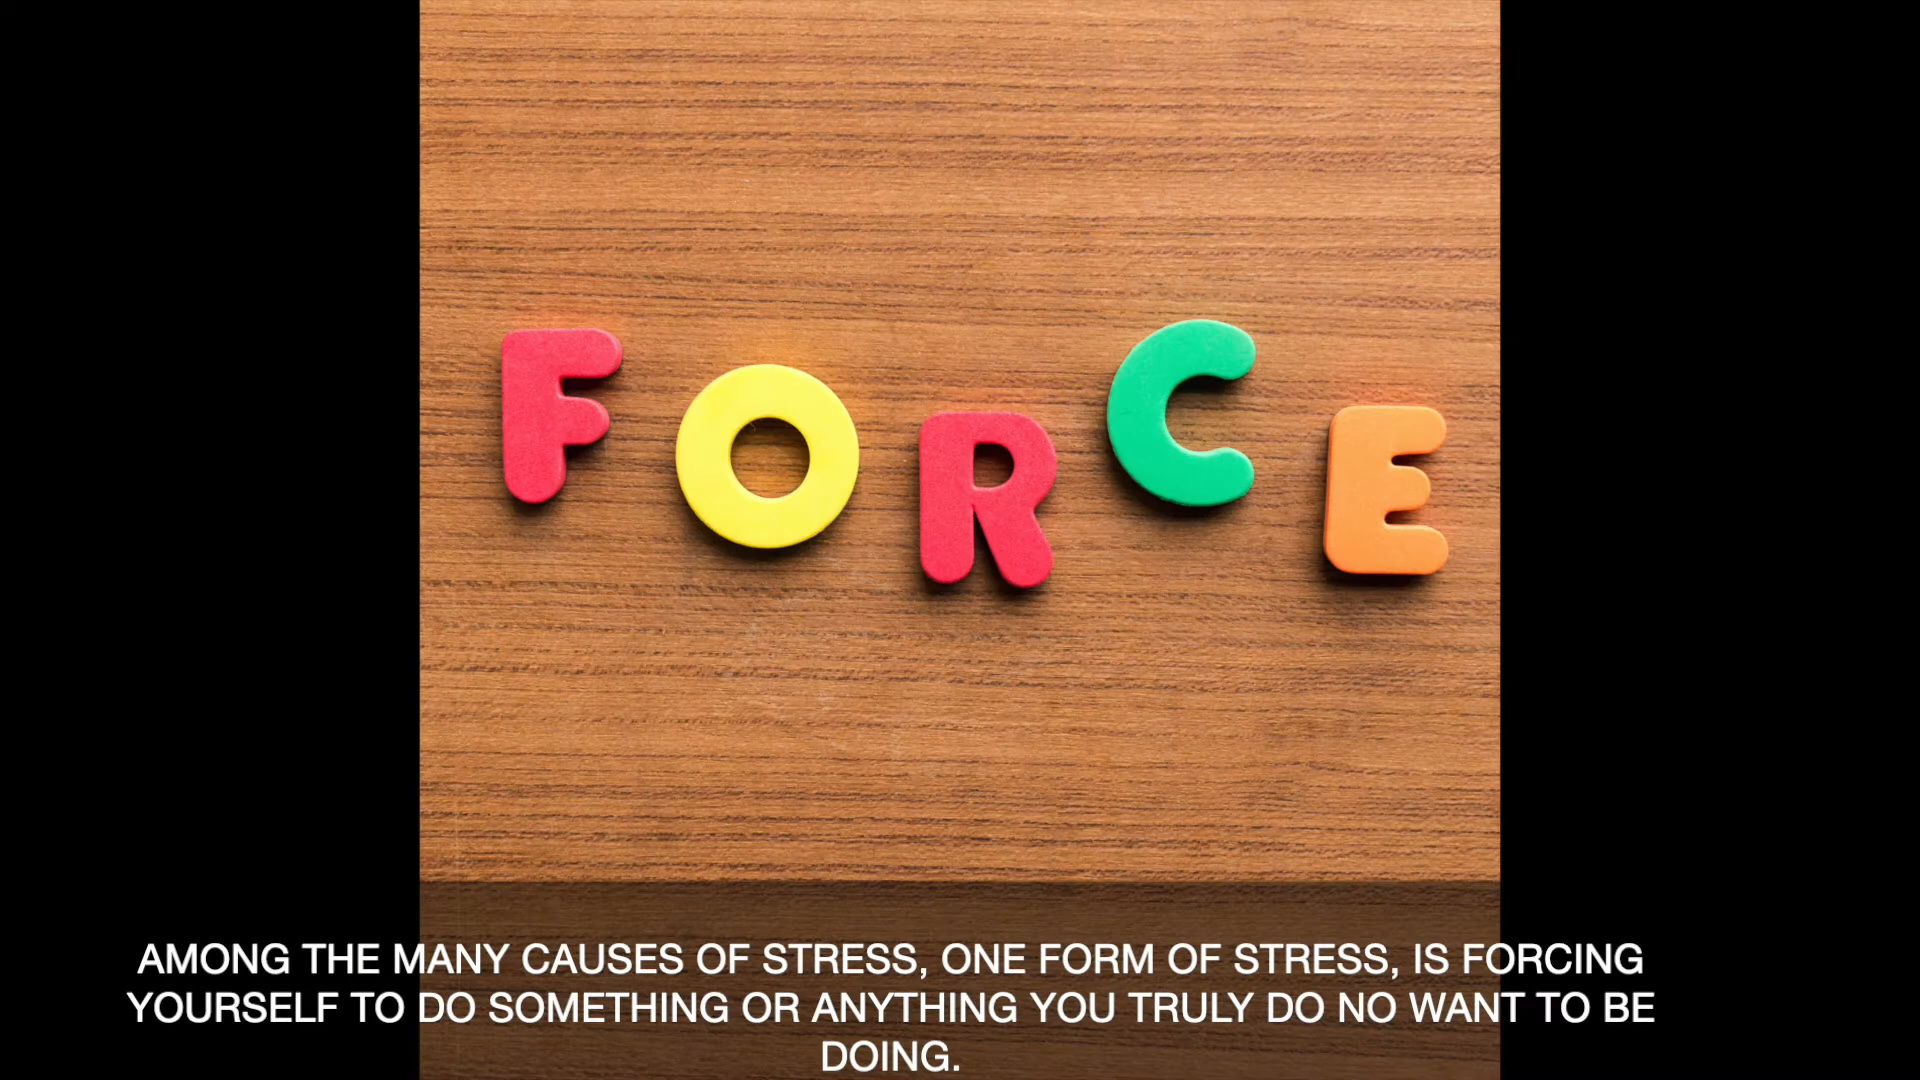 FORCE
AMONG THE MANY CAUSES OF STRESS, ONE FORM OF STRESS, IS FORCING
YOURSELF TO DO SOMETHING OR ANYTHING YOU TRULY DO NO WANT TO BE
DOING.